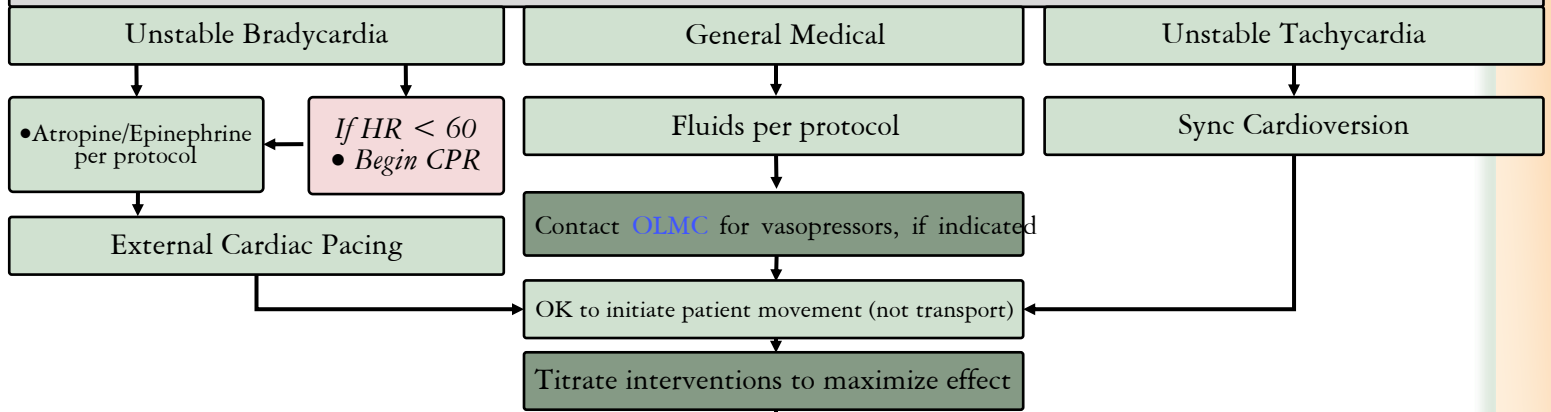 Unstable Bradycardia
•Atropine/Epinephrine
per protocol
If HR < 60
• Begin CPR
External Cardiac Pacing
General Medical
Fluids per protocol
Contact OLMC for vasopressors, if indicated
OK to initiate patient movement (not transport)
Titrate interventions to maximize effect
Unstable Tachycardia
Sync Cardioversion